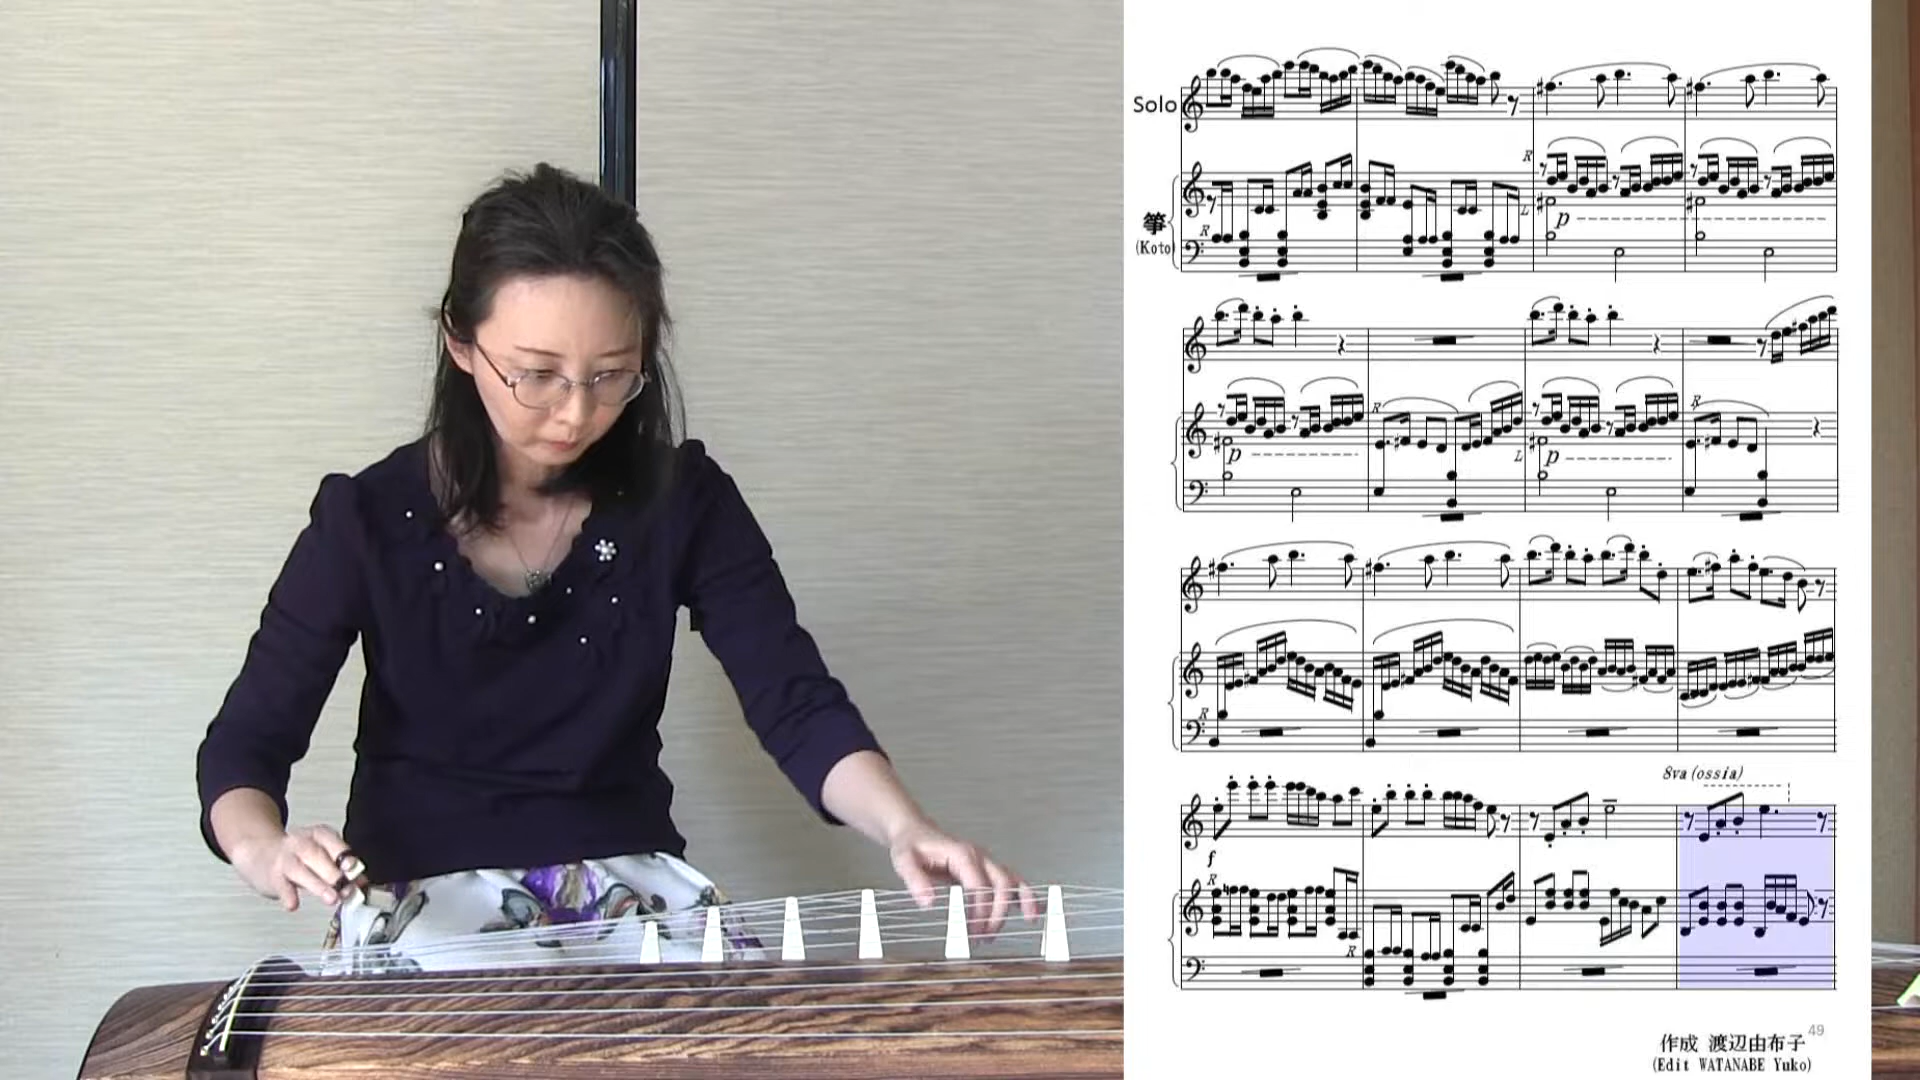 Solo
R
R
L
p
p
箏
(Koto)
R
R
R
L
p
p
R
8va(ossia)
f
R
R
49
作成 渡辺由布子
(Edit WATANABE Yuko)